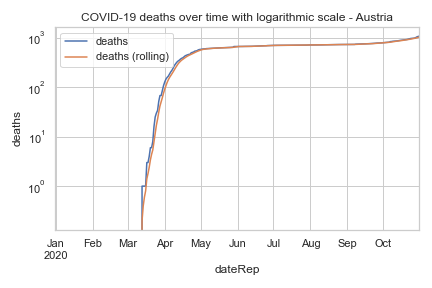 COVID-19 deaths over time with logarithmic scale - Austria
deaths
deaths (rolling)
10³
10²
10¹
10⁰
deaths
Jan Feb Mar Apr May Jun Jul Aug Sep Oct
2020
dateRep